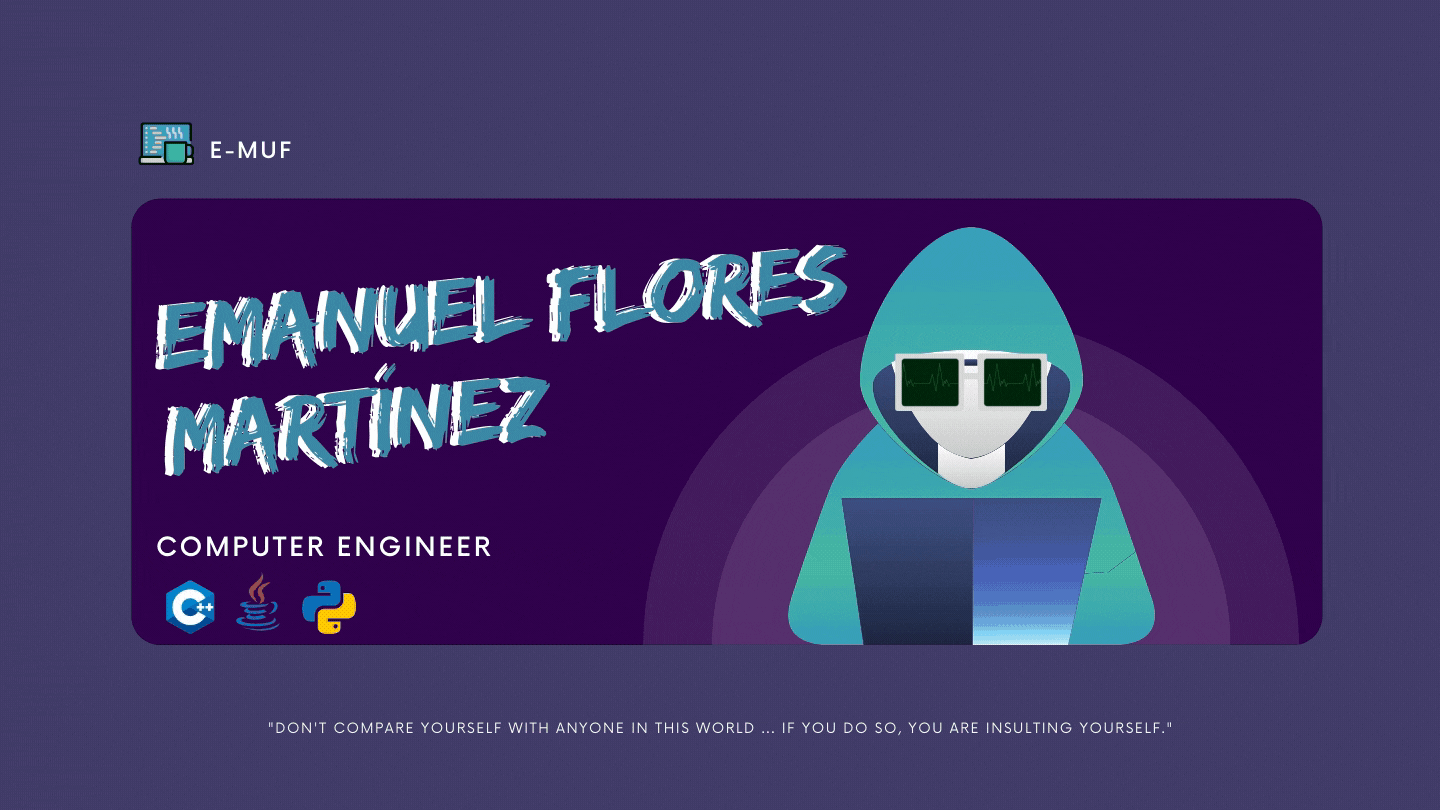 E-MUF
EMANUEL FLORES
MARTÍNEZ
COMPUTER ENGINEER
C++
"DON'T COMPARE YOURSELF WITH ANYONE IN THIS WORLD ... IF YOU DO SO, YOU ARE INSULTING YOURSELF."